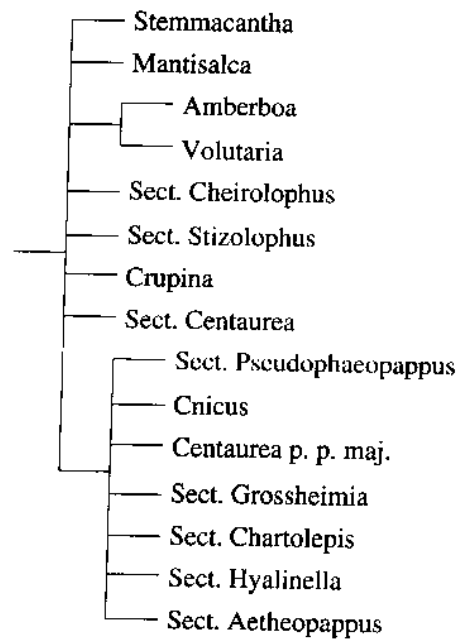 Stemmacantha
Mantisalca
Amberboa
Volutaria
Sect. Cheirolophus
Sect. Stizolophus
Crupina
Sect. Centaurea
Sect. Pseudophaeopappus
Cnicus
Centaurea p. p. maj.
Sect. Grossheimia
Sect. Chartolepis
Sect. Hyalinella
Sect. Aetheopappus